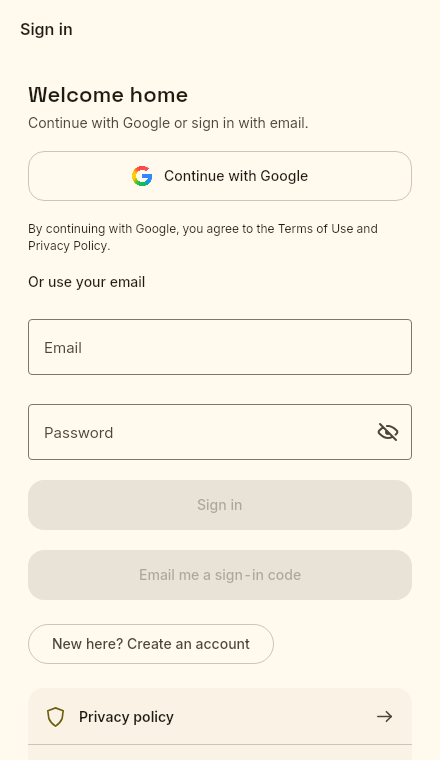 Sign in
Welcome home
Continue with Google or sign in with email.
Continue with Google
By continuing with Google, you agree to the Terms of Use and
Privacy Policy.
Or use your email
Email
Password
Sign in
Email me a sign-in code
New here? Create an account
Privacy policy